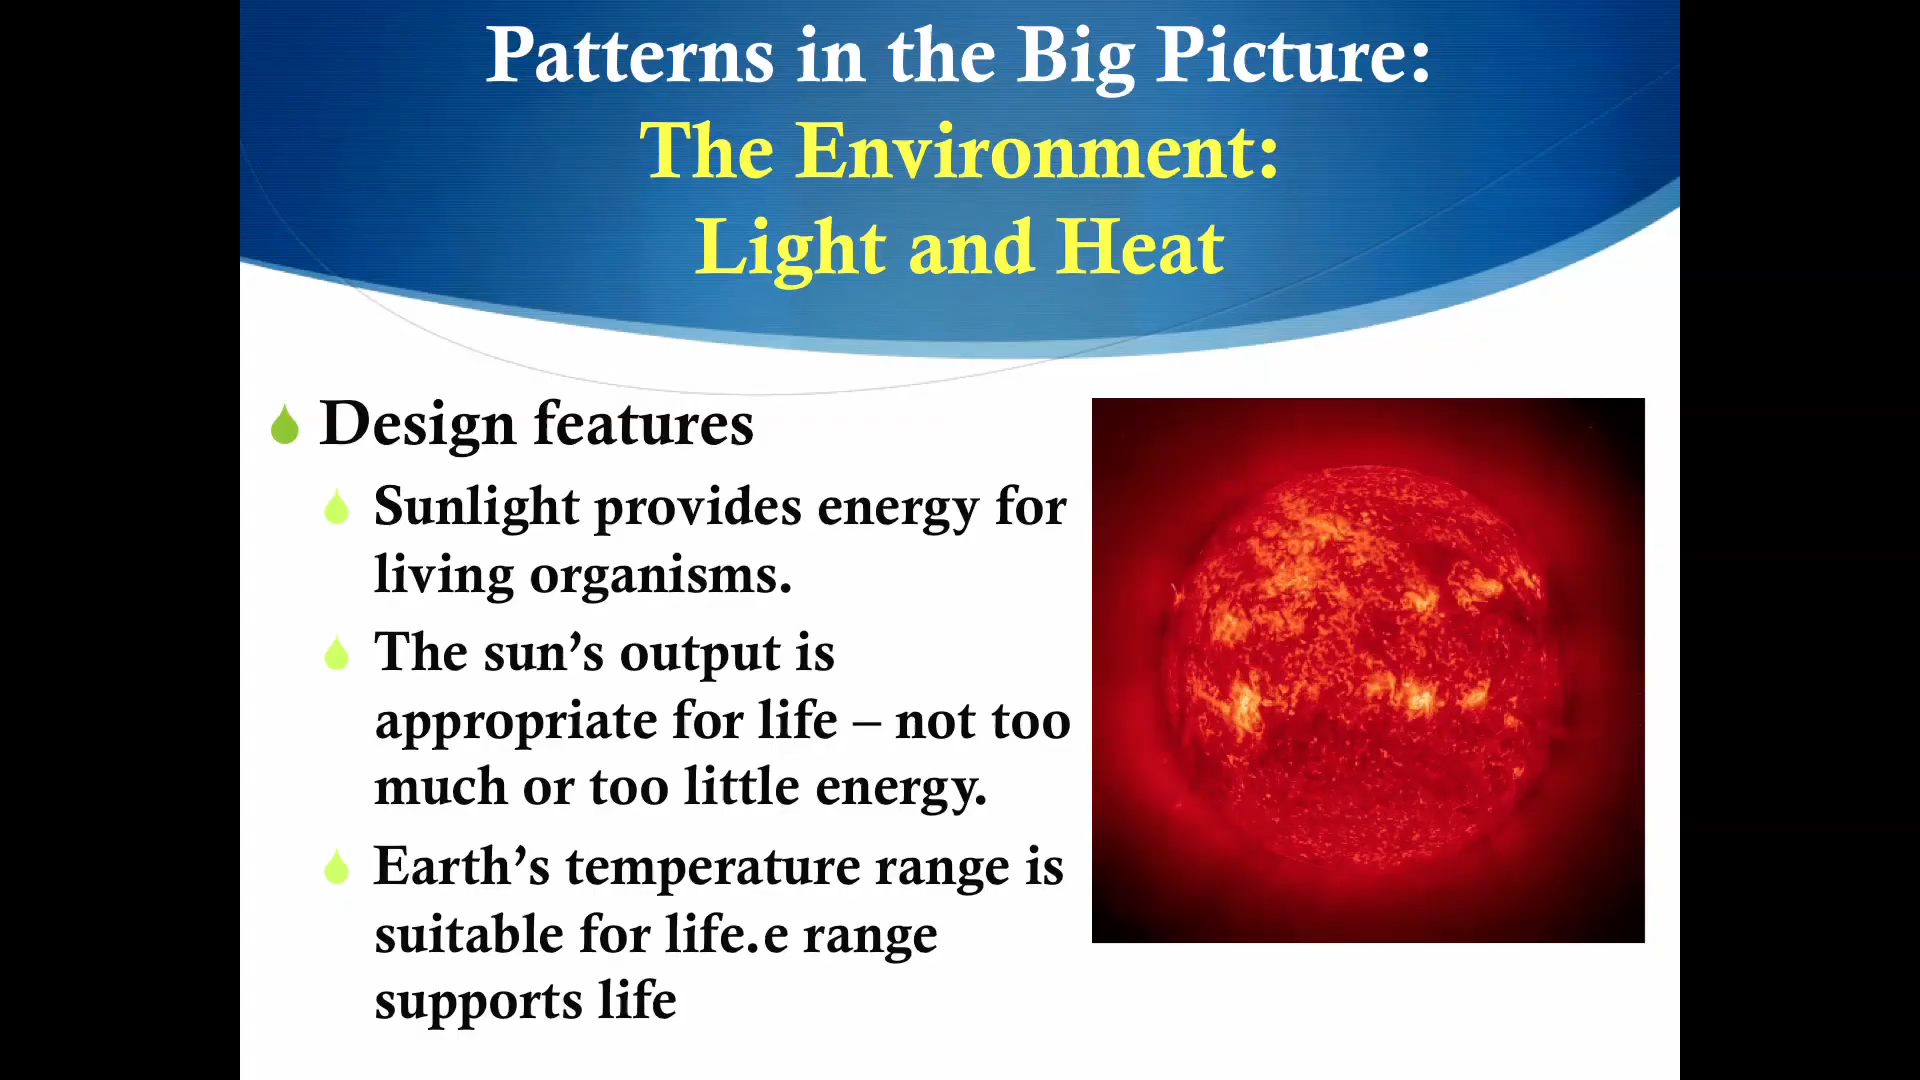 Patterns in the Big Picture:
The Environment:
Light and Heat
Design features
Sunlight provides energy for
living organisms.
The sun’s output is
appropriate for life – not too
much or too little energy.
Earth’s temperature range is
suitable for life.e range
supports life